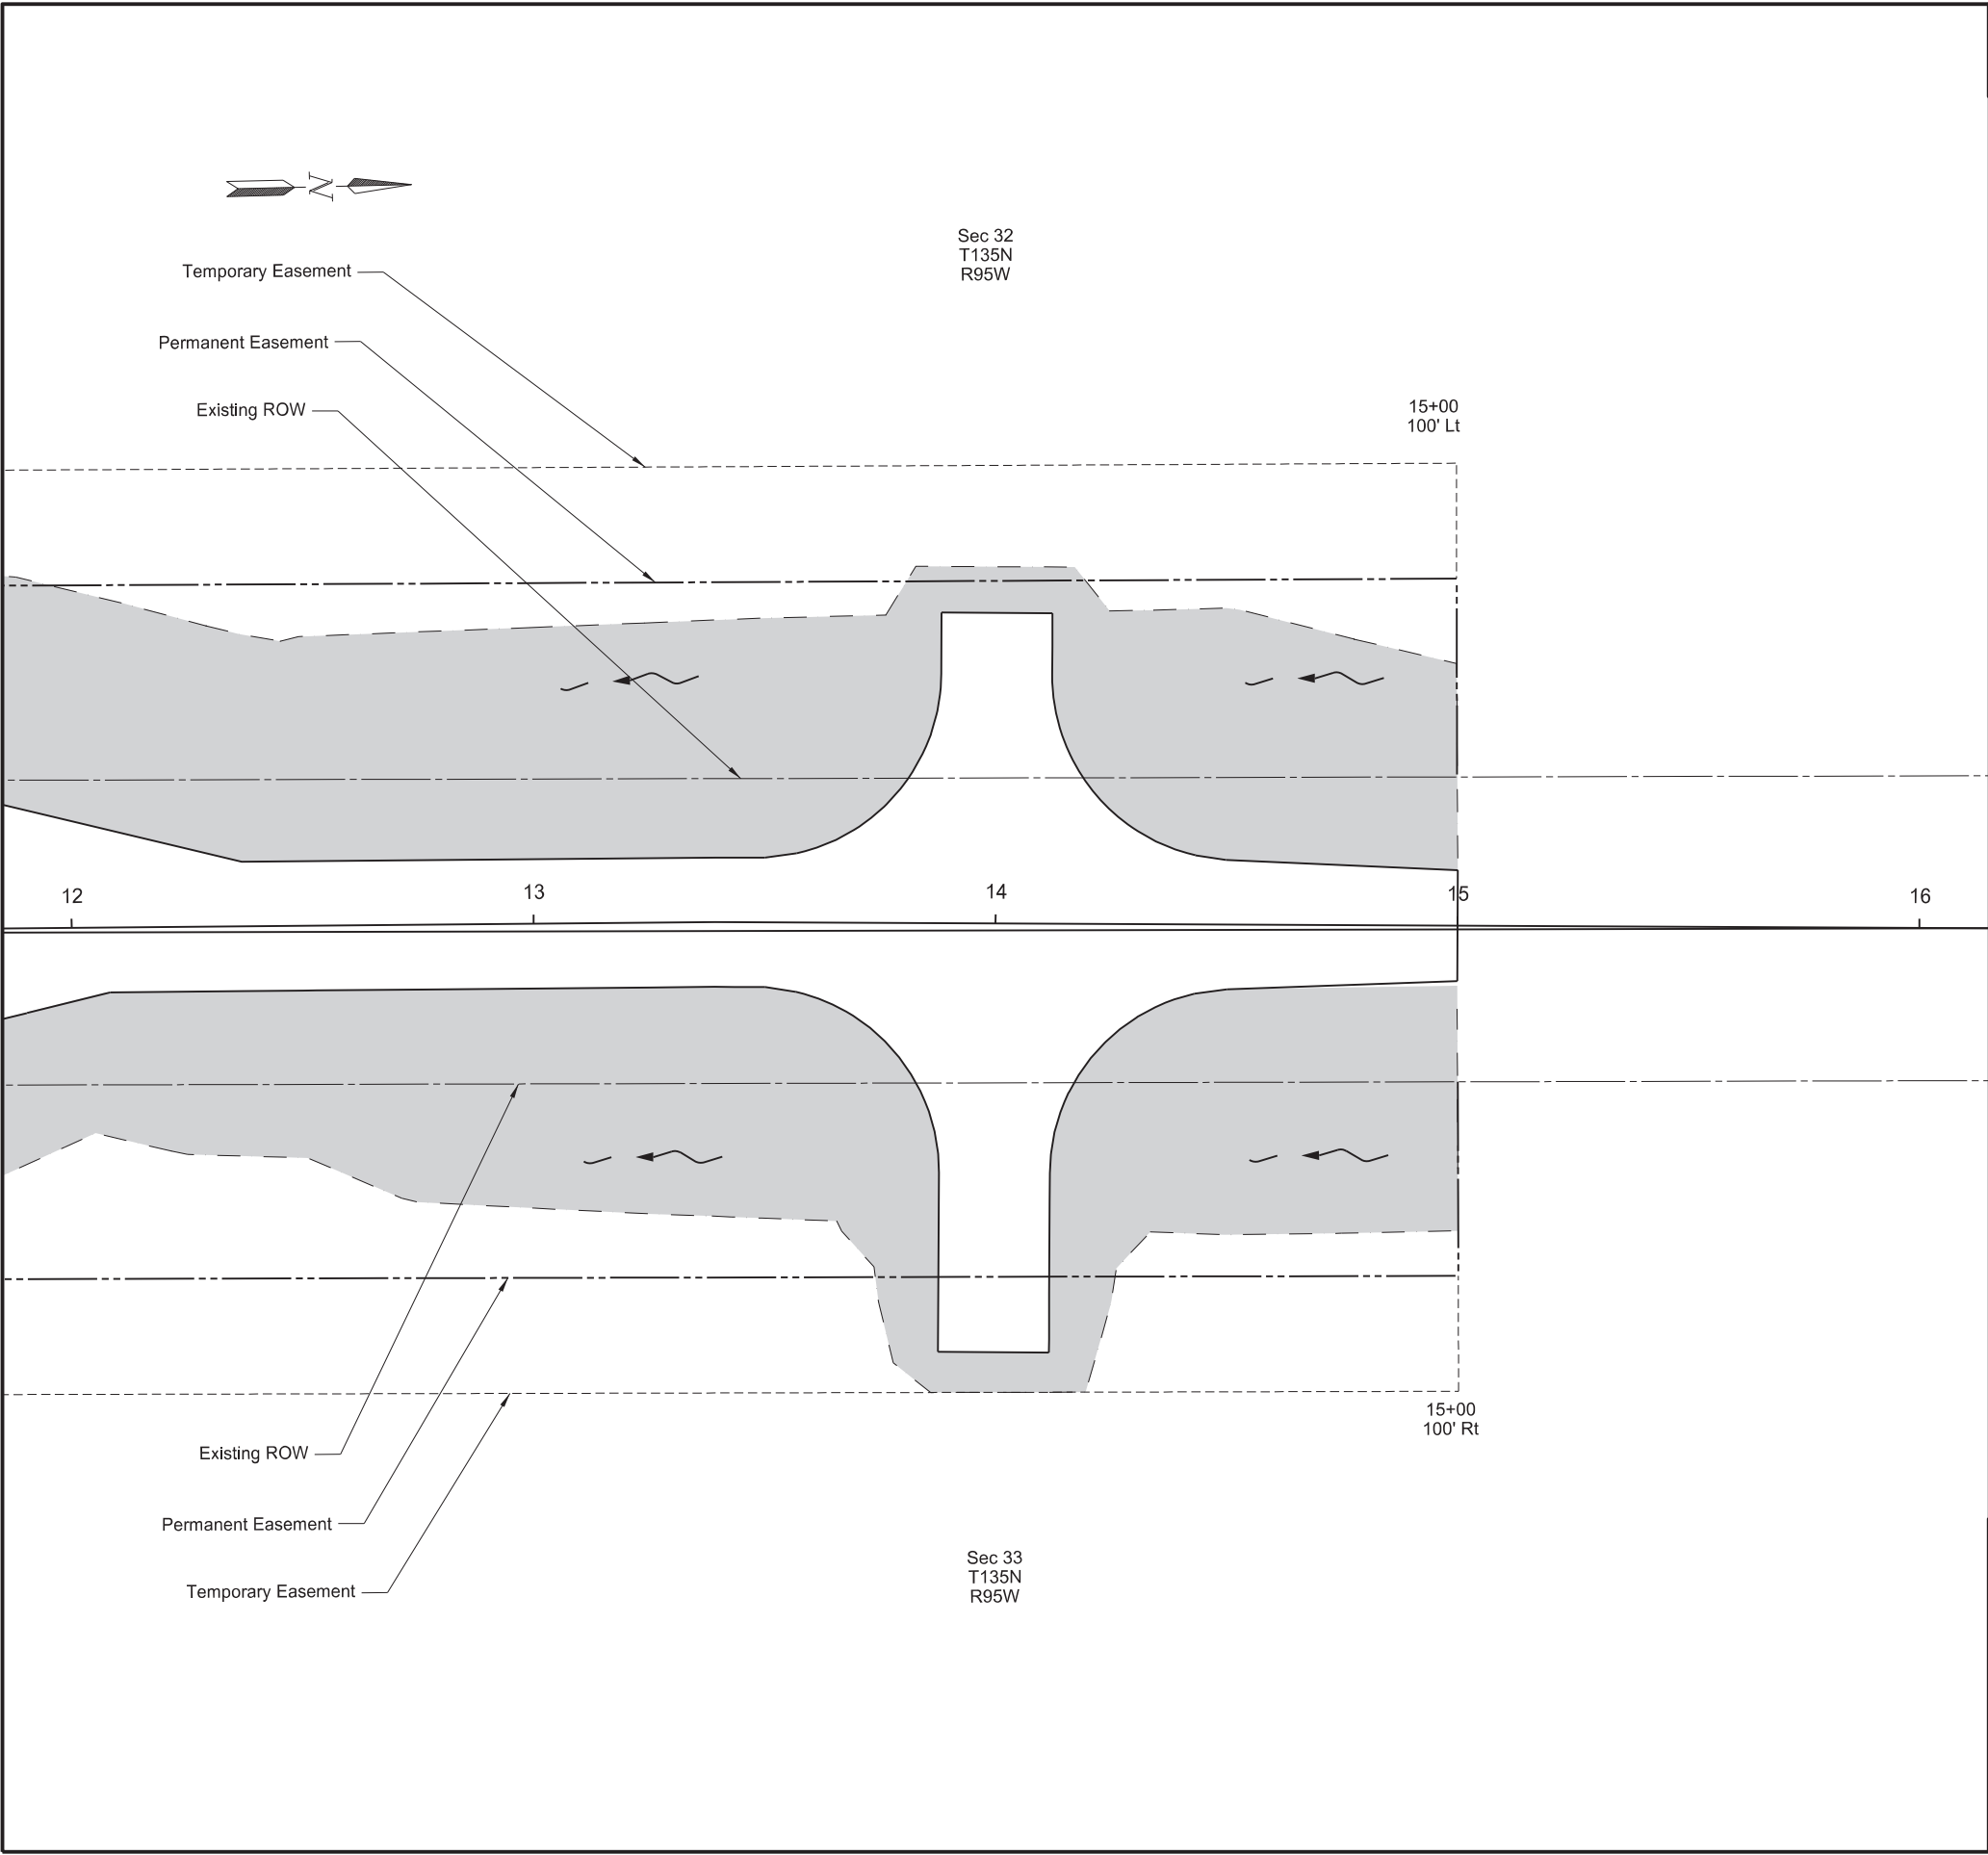 N
Sec 32
T135N
R95W
Temporary Easement
Permanent Easement
Existing ROW
15+00
100' Lt
12
13
14
15
16
15+00
100' Rt
Existing ROW
Permanent Easement
Temporary Easement
Sec 33
T135N
R95W